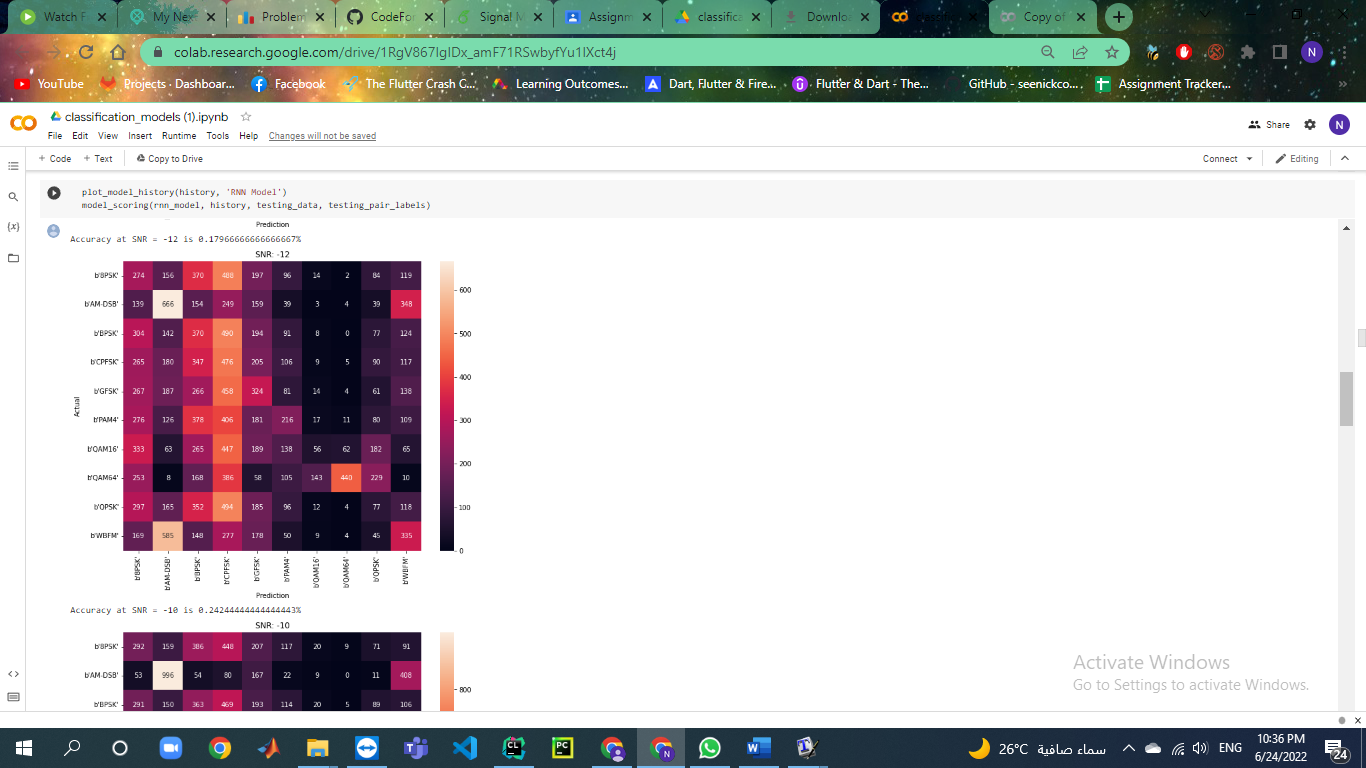 Watch F
My Nex
Problem
CodeFor
Signal M
Assignm
classifica
Downloa
Copy of
colab.research.google.com/drive/1RgV867IgIDx_amF71RSwbyfYu1IXct4j
N
YouTube
Projects · Dashboar...
Facebook
The Flutter Crash C...
Learning Outcomes...
Dart, Flutter & Fire...
Flutter & Dart - The...
GitHub - seenickco...
Assignment Tracker...
classification_models (1).ipynb
Share
N
File Edit View Insert Runtime Tools Help Changes will not be saved
+ Code + Text Copy to Drive
Connect
Editing
plot_model_history(history, 'RNN Model')
model_scoring(rnn_model, history, testing_data, testing_pair_labels)
Prediction
Accuracy at SNR = -12 is 0.17966666666666667%
SNR: -12
b'8PSK' 274 156 370 488 197 96 14 2 84 119
b'AM-DSB' 139 666 154 249 159 39 3 4 39 348
b'BPSK' 304 142 370 490 194 91 8 0 77 124
b'CPFSK' 265 180 347 476 205 106 9 5 90 117
b'GFSK' 267 187 266 458 324 81 14 4 61 138
b'PAM4' 276 126 378 406 181 216 17 11 80 109
b'QAM16' 333 63 265 447 189 138 56 62 182 65
b'QAM64' 253 8 168 386 58 105 143 440 229 10
b'QPSK' 297 165 352 494 185 96 12 4 77 118
b'WBFM' 169 585 148 277 178 50 9 4 45 335
Actual
b'8PSK' b'AM-DSB' b'BPSK' b'CPFSK' b'GFSK' b'PAM4' b'QAM16' b'QAM64' b'QPSK' b'WBFM'
Prediction
600
500
400
300
200
100
0
Accuracy at SNR = -10 is 0.24244444444444443%
SNR: -10
b'8PSK' 292 159 386 448 207 117 20 9 71 91
b'AM-DSB' 53 996 54 80 167 22 9 0 11 408
b'BPSK' 291 150 363 469 193 114 20 5 89 106
800
Activate Windows
Go to Settings to activate Windows.
26°C سماء صافية
ENG
10:36 PM
6/24/2022
24